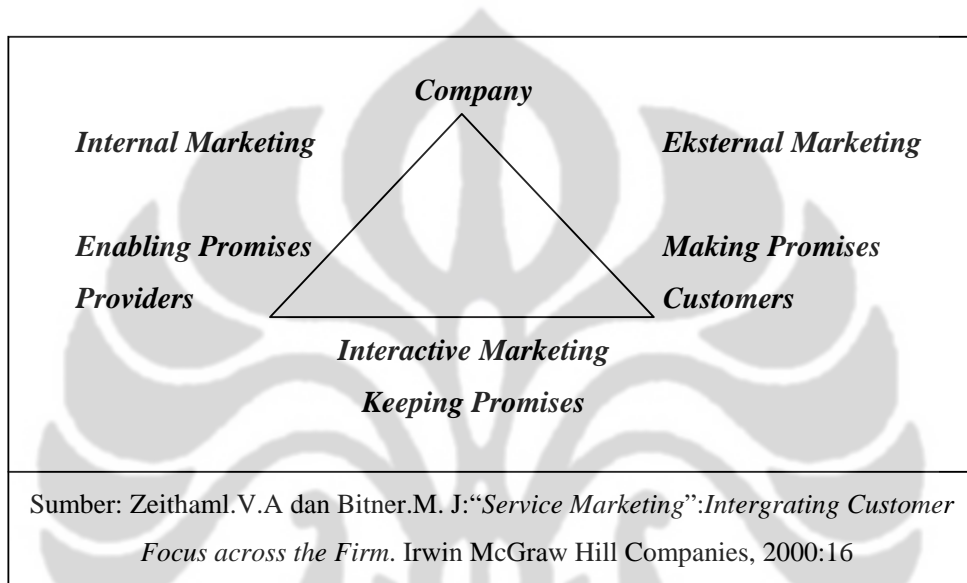 Company
Internal Marketing Eksternal Marketing
Enabling Promises Making Promises
Providers Customers
Interactive Marketing
Keeping Promises
Sumber: Zeithaml.V.A dan Bitner.M. J:“Service Marketing”:Intergrating Customer
Focus across the Firm. Irwin McGraw Hill Companies, 2000:16